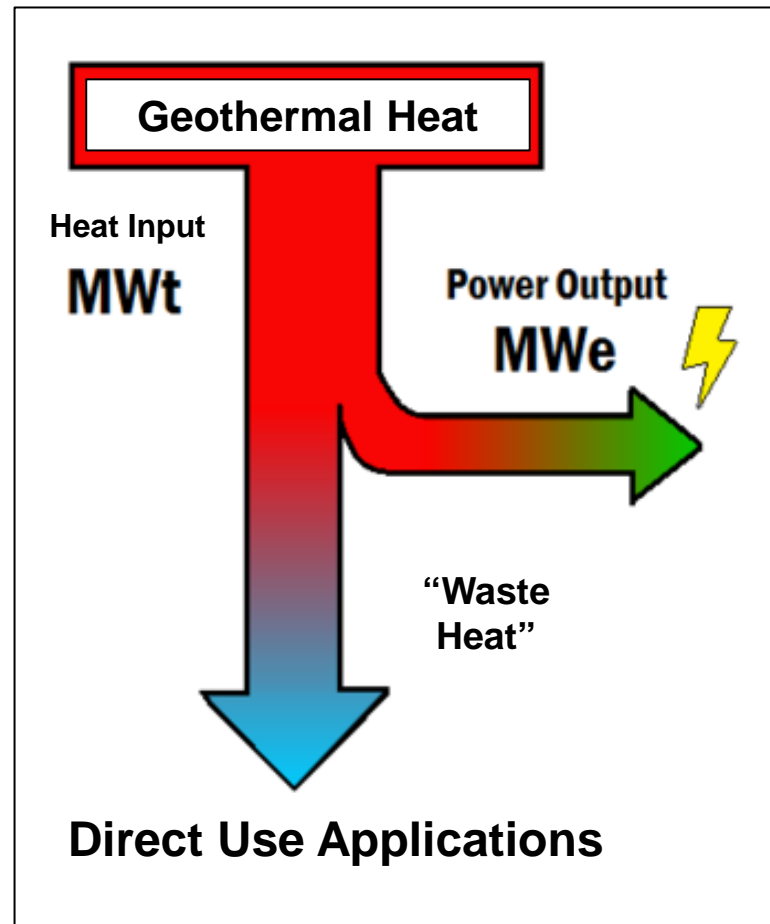 Geothermal Heat
Heat Input
MWt
Power Output
MWe
“Waste
Heat”
Direct Use Applications